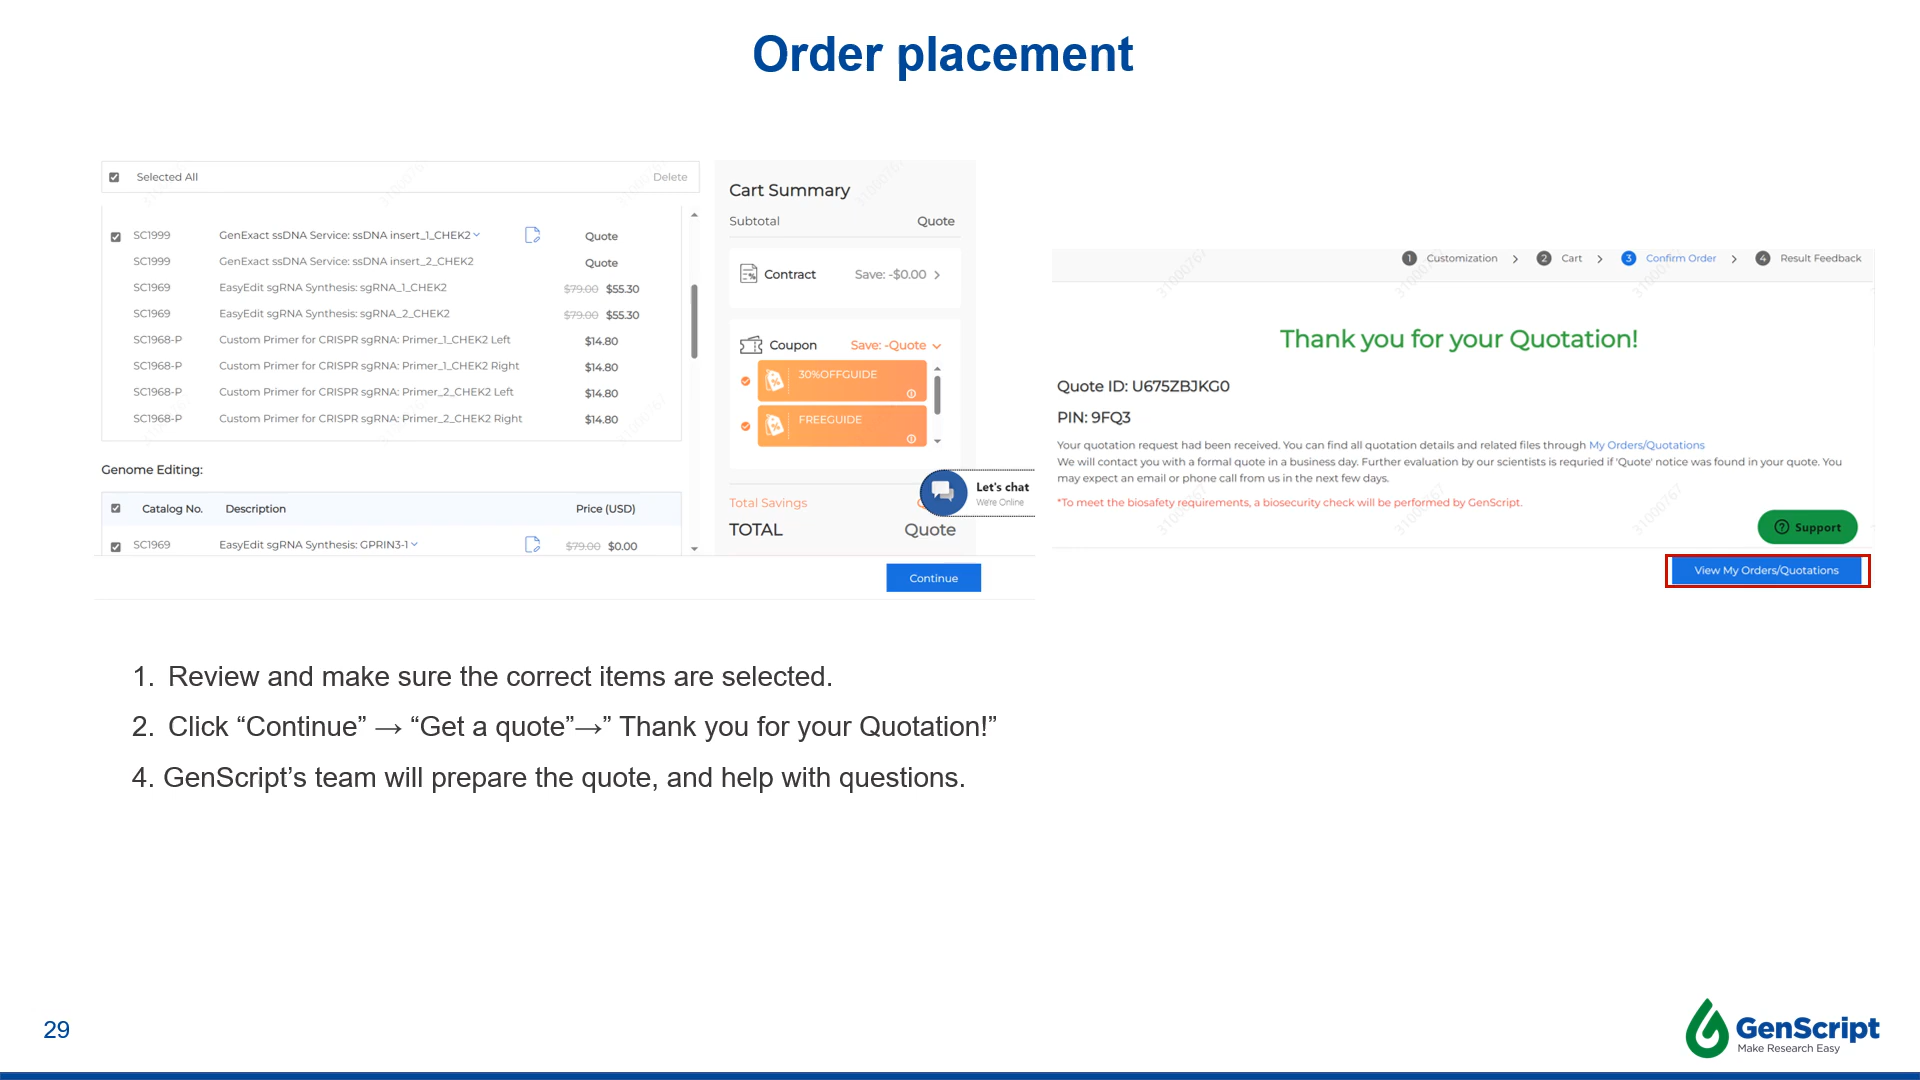 Order placement
Selected All
Delete
SC1999 GenExact ssDNA Service: ssDNA insert_1_CHEK2 Quote
SC1999 GenExact ssDNA Service: ssDNA insert_2_CHEK2 Quote
SC1969 EasyEdit sgRNA Synthesis: sgRNA_1_CHEK2 $79.00 $55.30
SC1969 EasyEdit sgRNA Synthesis: sgRNA_2_CHEK2 $79.00 $55.30
SC1968-P Custom Primer for CRISPR sgRNA: Primer_1_CHEK2 Left $14.80
SC1968-P Custom Primer for CRISPR sgRNA: Primer_1_CHEK2 Right $14.80
SC1968-P Custom Primer for CRISPR sgRNA: Primer_2_CHEK2 Left $14.80
SC1968-P Custom Primer for CRISPR sgRNA: Primer_2_CHEK2 Right $14.80
Genome Editing:
Catalog No. Description Price (USD)
SC1969 EasyEdit sgRNA Synthesis: GPRIN3-1 $79.00 $0.00
Cart Summary
Subtotal Quote
Contract Save: -$0.00
Coupon Save: -Quote
30%OFFGUIDE
FREEGUIDE
Total Savings
TOTAL Quote
Let's chat
We're Online
Continue
1 Customization > 2 Cart > 3 Confirm Order > 4 Result Feedback
Thank you for your Quotation!
Quote ID: U675ZBJKG0
PIN: 9FQ3
Your quotation request had been received. You can find all quotation details and related files through My Orders/Quotations
We will contact you with a formal quote in a business day. Further evaluation by our scientists is requried if 'Quote' notice was found in your quote. You
may expect an email or phone call from us in the next few days.
*To meet the biosafety requirements, a biosecurity check will be performed by GenScript.
Support
View My Orders/Quotations
31000767
1. Review and make sure the correct items are selected.
2. Click “Continue” → “Get a quote”→” Thank you for your Quotation!”
4. GenScript’s team will prepare the quote, and help with questions.
29
GenScript
Make Research Easy